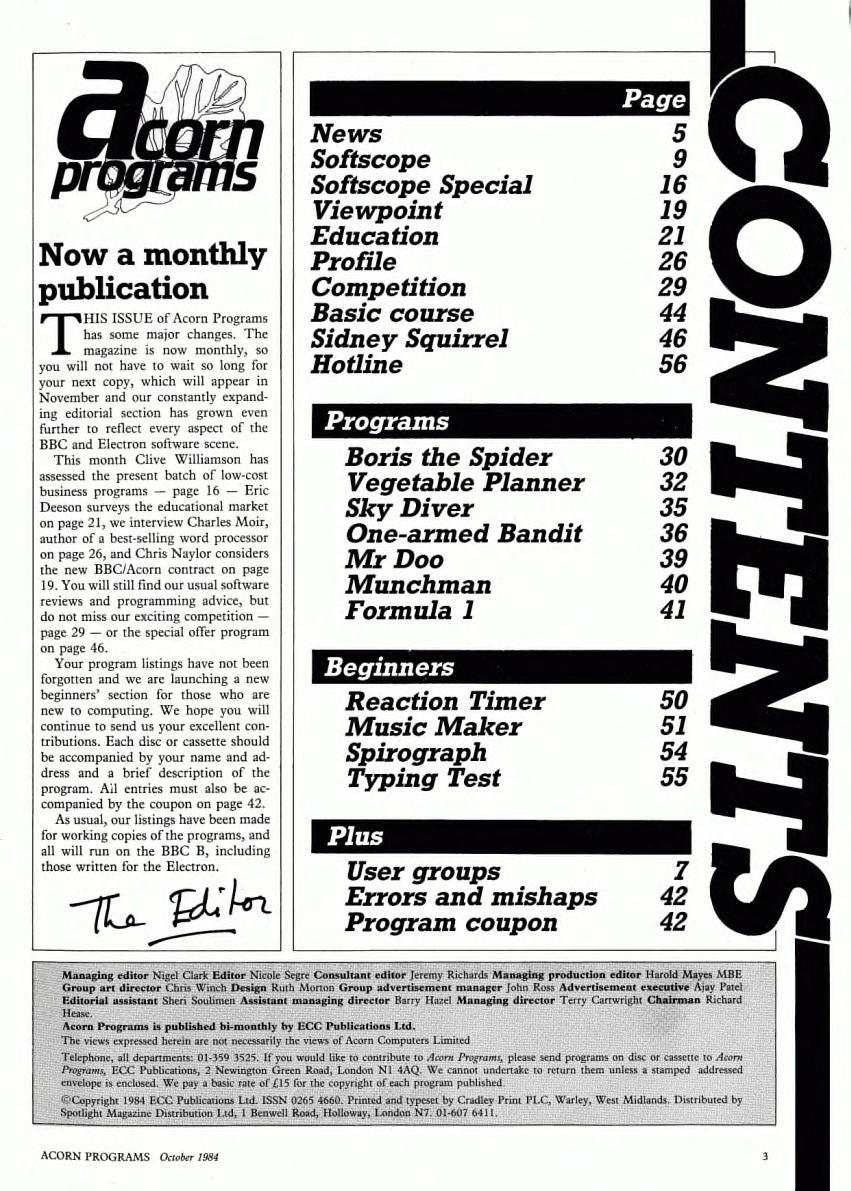 acorn
programs
Now a monthly
publication
THIS ISSUE of Acorn Programs
has some major changes. The
magazine is now monthly, so
you will not have to wait so long for
your next copy, which will appear in
November and our constantly expand-
ing editorial section has grown even
further to reflect every aspect of the
BBC and Electron software scene.
This month Clive Williamson has
assessed the present batch of low-cost
business programs — page 16 — Eric
Deeson surveys the educational market
on page 21, we interview Charles Moir,
author of a best-selling word processor
on page 26, and Chris Naylor considers
the new BBC/Acorn contract on page
19. You will still find our usual software
reviews and programming advice, but
do not miss our exciting competition —
page 29 — or the special offer program
on page 46.
Your program listings have not been
forgotten and we are launching a new
beginners' section for those who are
new to computing. We hope you will
continue to send us your excellent con-
tributions. Each disc or cassette should
be accompanied by your name and ad-
dress and a brief description of the
program. All entries must also be ac-
companied by the coupon on page 42.
As usual, our listings have been made
for working copies of the programs, and
all will run on the BBC B, including
those written for the Electron.
The Editor
CONTENTS
Page
News 5
Softscope 9
Softscope Special 16
Viewpoint 19
Education 21
Profile 26
Competition 29
Basic course 44
Sidney Squirrel 46
Hotline 56
Programs
Boris the Spider 30
Vegetable Planner 32
Sky Diver 35
One-armed Bandit 36
Mr Doo 39
Munchman 40
Formula 1 41
Beginners
Reaction Timer 50
Music Maker 51
Spirograph 54
Typing Test 55
Plus
User groups 7
Errors and mishaps 42
Program coupon 42
Managing editor Nigel Clark Editor Nicole Segre Consultant editor Jeremy Richards Managing production editor Harold Mayes MBE
Group art director Chris Winch Design Ruth Morton Group advertisement manager John Ross Advertisement executive Ajay Patel
Editorial assistant Sheri Soulimen Assistant managing director Barry Hazel Managing director Terry Cartwright Chairman Richard
Hease.
Acorn Programs is published bi-monthly by ECC Publications Ltd.
The views expressed herein are not necessarily the views of Acorn Computers Limited
Telephone, all departments: 01-359 3525. If you would like to contribute to Acorn Programs, please send programs on disc or cassette to Acorn
Programs, ECC Publications, 2 Newington Green Road, London N1 4AQ. We cannot undertake to return them unless a stamped addressed
envelope is enclosed. We pay a basic rate of £15 for the copyright of each program published.
©Copyright 1984 ECC Publications Ltd. ISSN 0265 4660. Printed and typeset by Cradley Print PLC, Warley, West Midlands. Distributed by
Spotlight Magazine Distribution Ltd, 1 Benwell Road, Holloway, London N7. 01-607 6411.
ACORN PROGRAMS October 1984 3